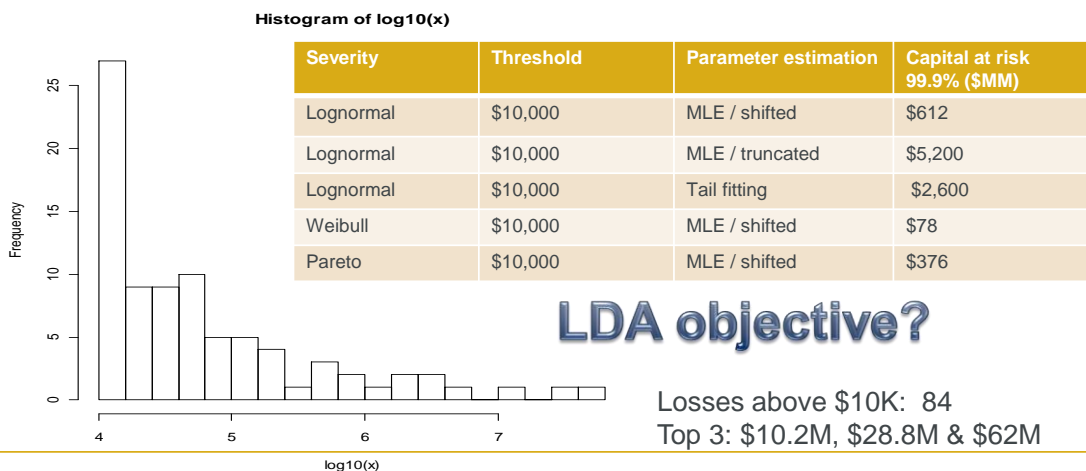 Histogram of log10(x)
Severity Threshold Parameter estimation Capital at risk 99.9% ($MM)
Lognormal $10,000 MLE / shifted $612
Lognormal $10,000 MLE / truncated $5,200
Lognormal $10,000 Tail fitting $2,600
Weibull $10,000 MLE / shifted $78
Pareto $10,000 MLE / shifted $376
LDA objective?
Losses above $10K: 84
Top 3: $10.2M, $28.8M & $62M
Frequency
25
20
15
10
5
0
4 5 6 7
log10(x)